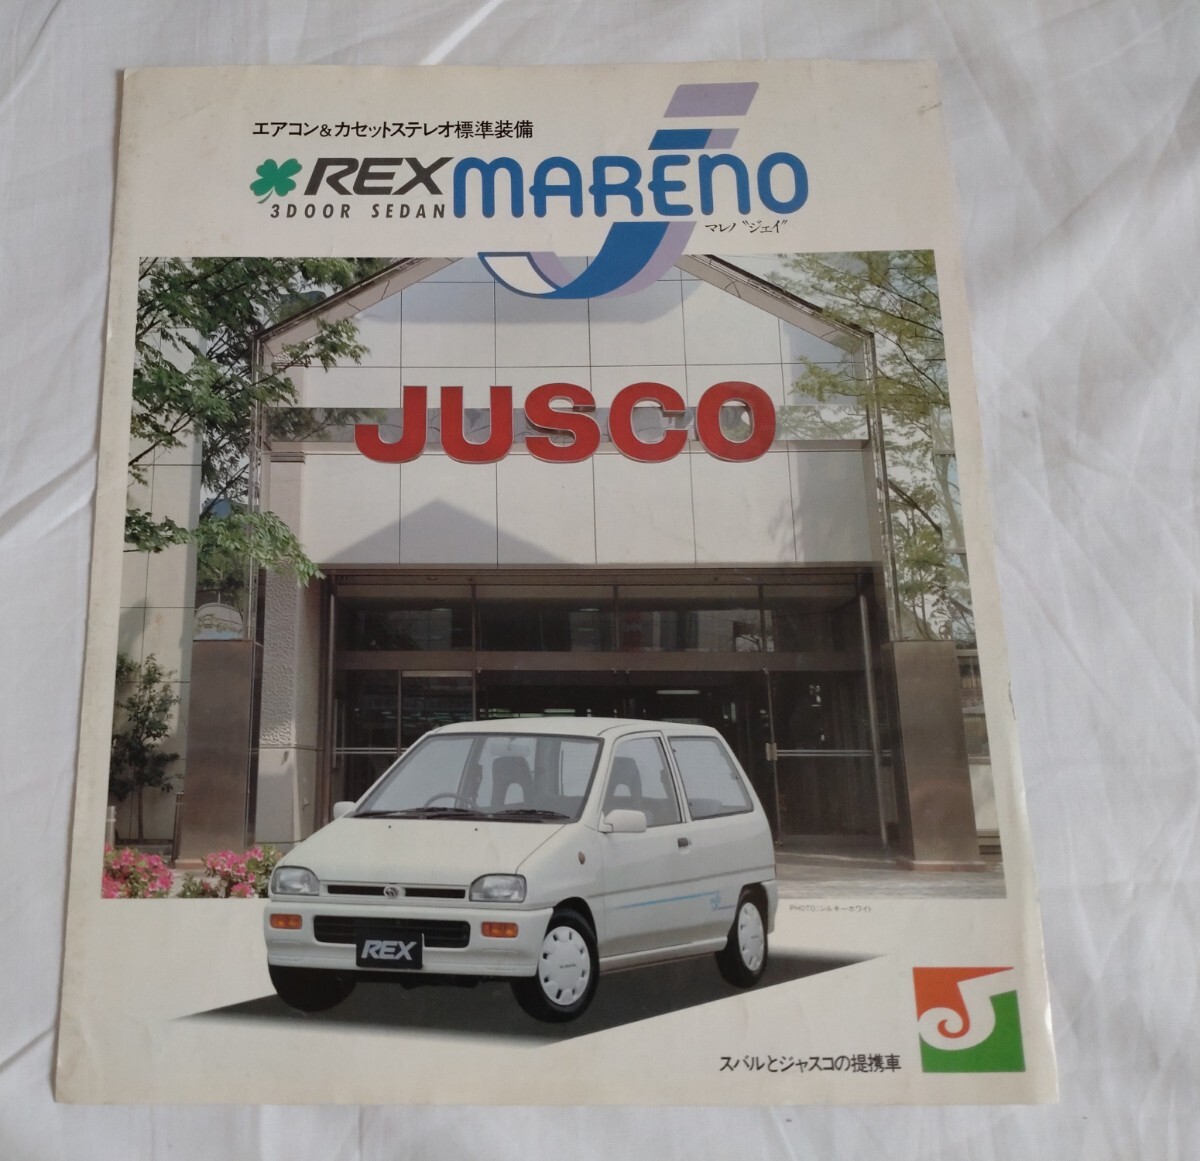 エアコン&カセットステレオ標準装備
REX MARENO J
3DOOR SEDAN
マレノ〝ジェイ〟
JUSCO
REX
PHOTO:シルキーホワイト
スバルとジャスコの提携車